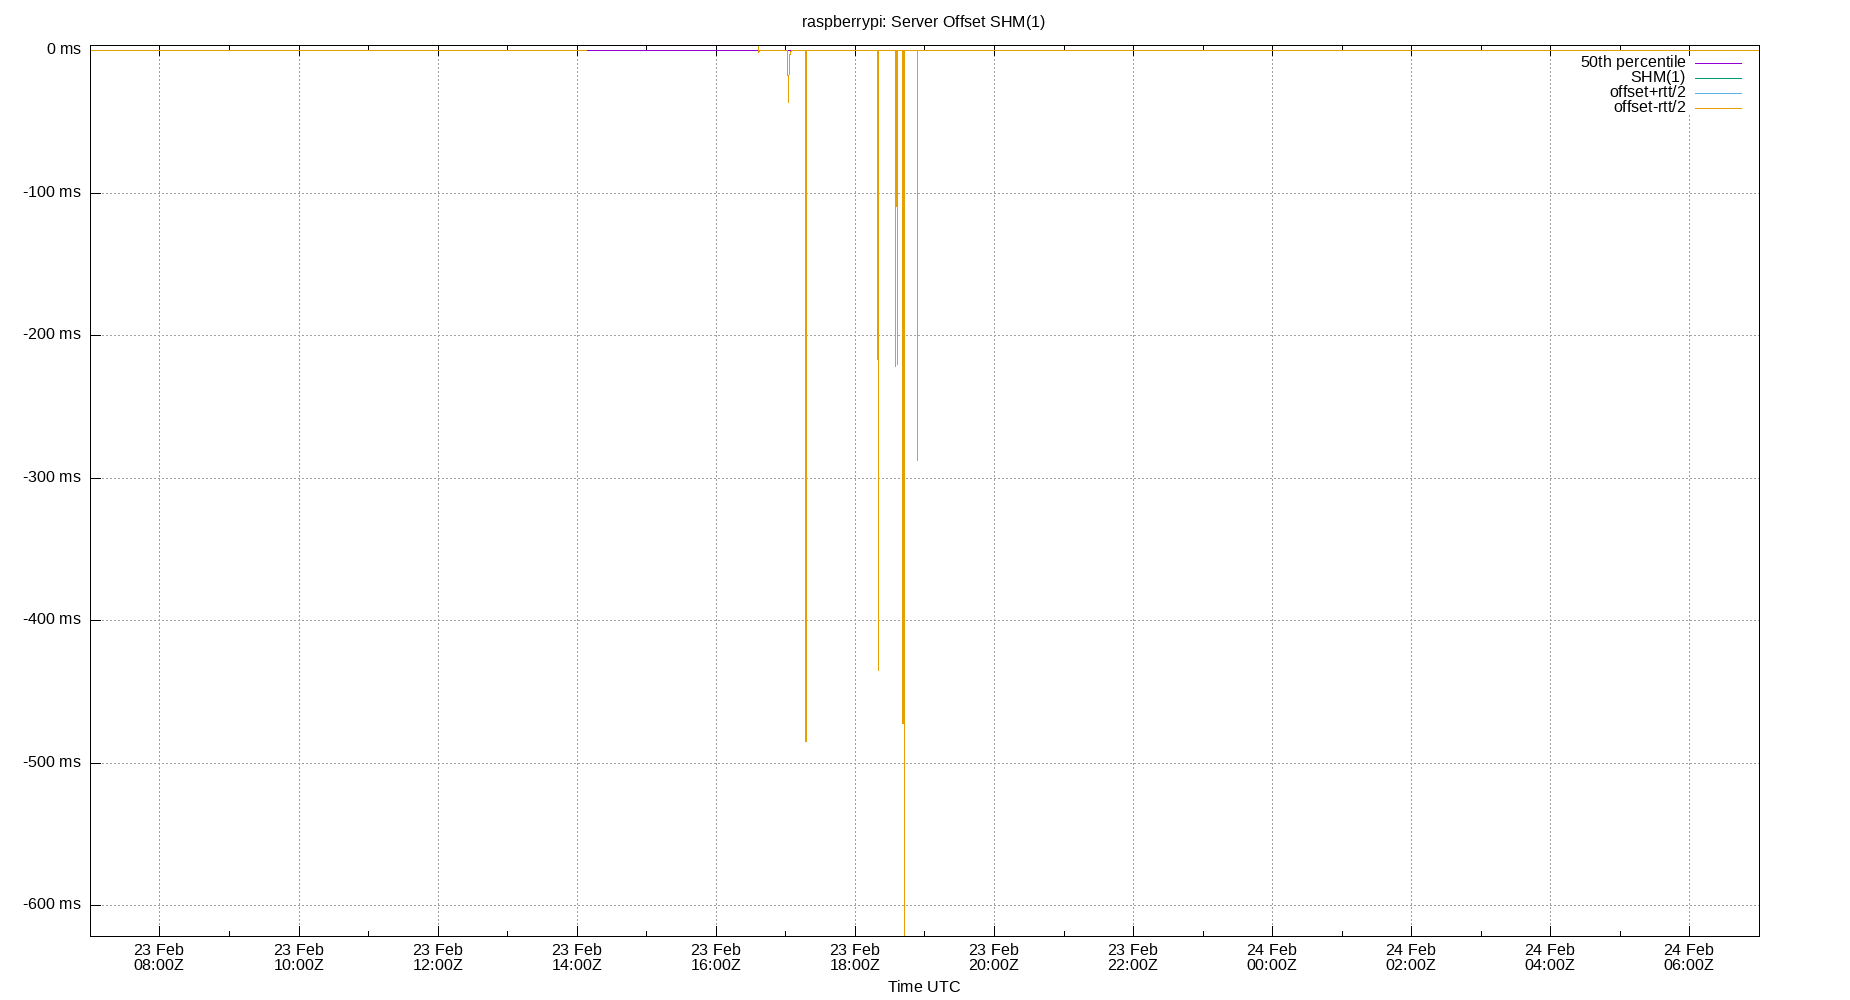 raspberrypi: Server Offset SHM(1)
0 ms
50th percentile
SHM(1)
offset+rtt/2
offset-rtt/2
-100 ms
-200 ms
-300 ms
-400 ms
-500 ms
-600 ms
23 Feb 23 Feb 23 Feb 23 Feb 23 Feb 23 Feb 23 Feb 23 Feb 24 Feb 24 Feb 24 Feb 24 Feb
08:00Z 10:00Z 12:00Z 14:00Z 16:00Z 18:00Z 20:00Z 22:00Z 00:00Z 02:00Z 04:00Z 06:00Z
Time UTC